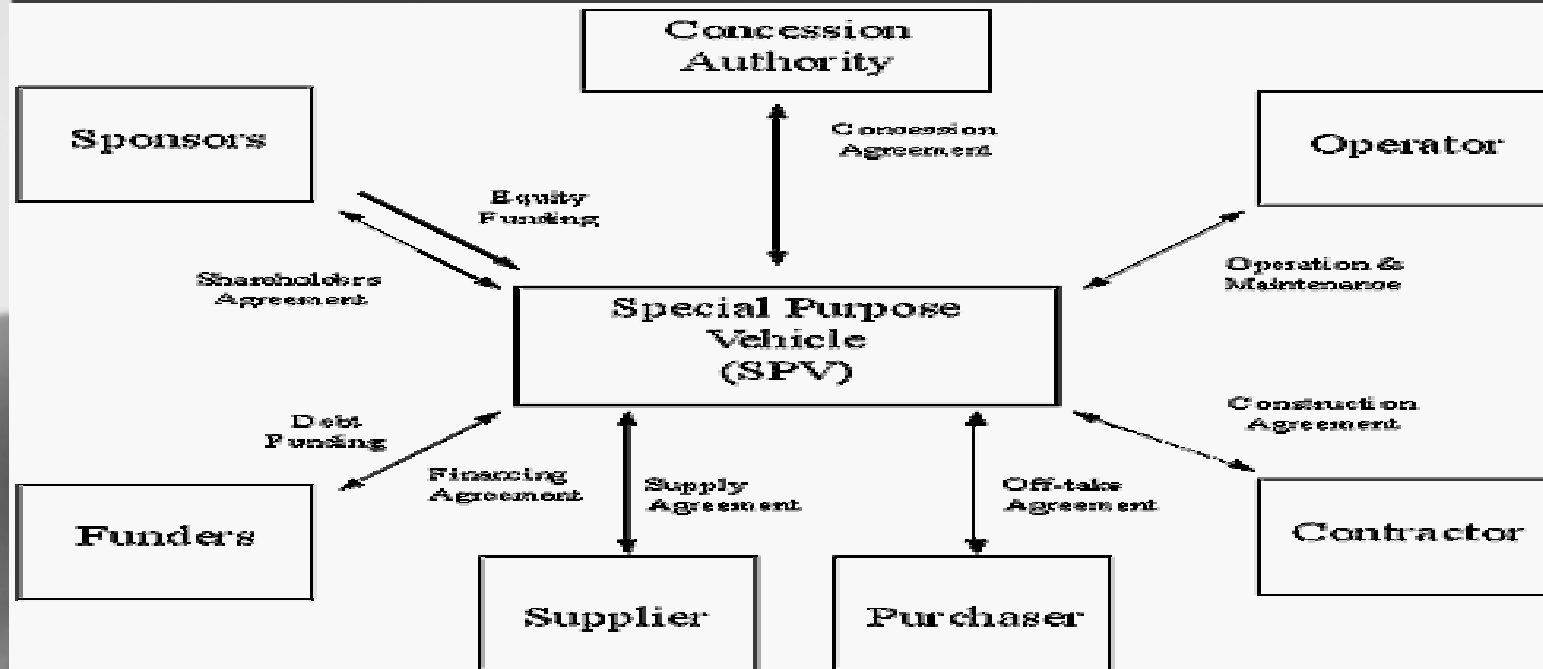 Concession
Authority
Sponsors
Concession
Agreement
Operator
Equity
Funding
Shareholders
Agreement
Operation &
Maintenance
Special Purpose
Vehicle
(SPV)
Debt
Funding
Construction
Agreement
Financing
Agreement
Supply
Agreement
Off-take
Agreement
Funders
Contractor
Supplier
Purchaser